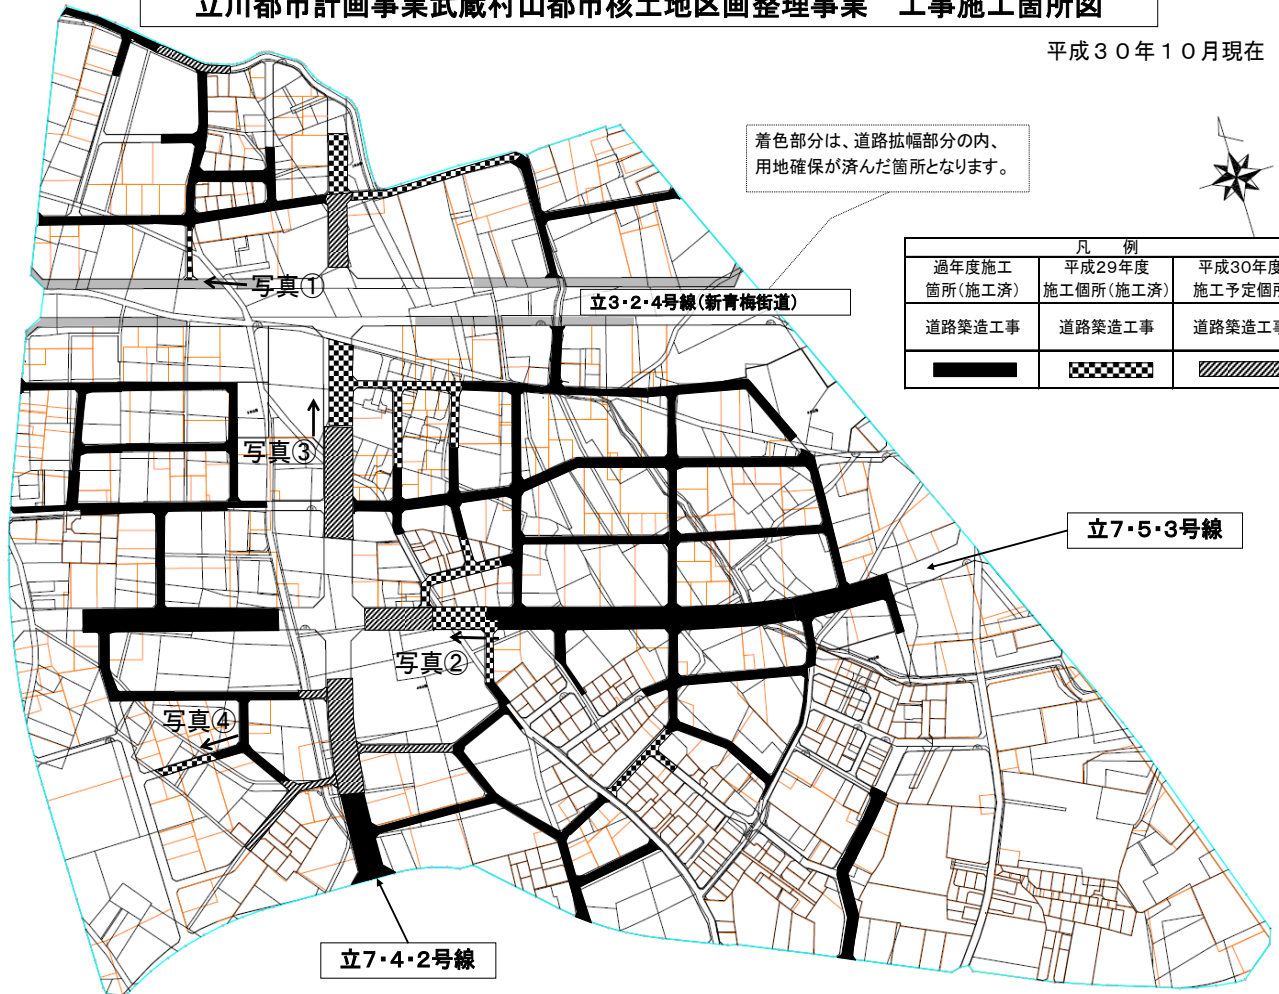 立川都市計画事業武蔵村山都市核土地区画整理事業　工事施工箇所図
平成３０年１０月現在
着色部分は、道路拡幅部分の内、
用地確保が済んだ箇所となります。
凡　例
過年度施工
箇所(施工済)
平成29年度
施工個所(施工済)
平成30年度
施工予定個所
道路築造工事
道路築造工事
道路築造工事
写真①
立3・2・4号線(新青梅街道)
写真③
立7・5・3号線
写真②
写真④
立7・4・2号線